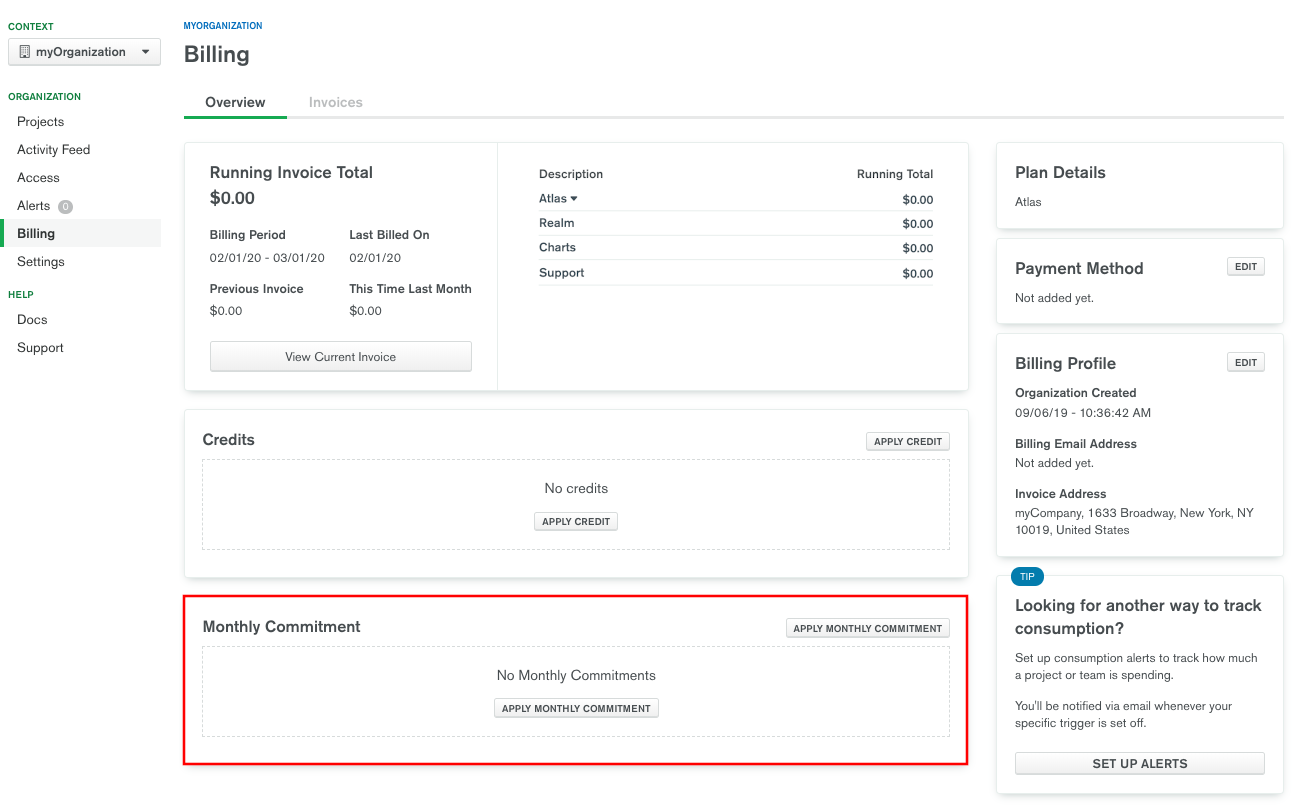 CONTEXT
myOrganization
ORGANIZATION
Projects
Activity Feed
Access
Alerts 0
Billing
Settings
HELP
Docs
Support
MYORGANIZATION
Billing
Overview Invoices
Running Invoice Total
$0.00
Billing Period Last Billed On
02/01/20 - 03/01/20 02/01/20
Previous Invoice This Time Last Month
$0.00 $0.00
View Current Invoice
Description Running Total
Atlas $0.00
Realm $0.00
Charts $0.00
Support $0.00
Credits APPLY CREDIT
No credits
APPLY CREDIT
Monthly Commitment APPLY MONTHLY COMMITMENT
No Monthly Commitments
APPLY MONTHLY COMMITMENT
Plan Details
Atlas
Payment Method EDIT
Not added yet.
Billing Profile EDIT
Organization Created
09/06/19 - 10:36:42 AM
Billing Email Address
Not added yet.
Invoice Address
myCompany, 1633 Broadway, New York, NY
10019, United States
TIP
Looking for another way to track
consumption?
Set up consumption alerts to track how much
a project or team is spending.
You'll be notified via email whenever your
specific trigger is set off.
SET UP ALERTS